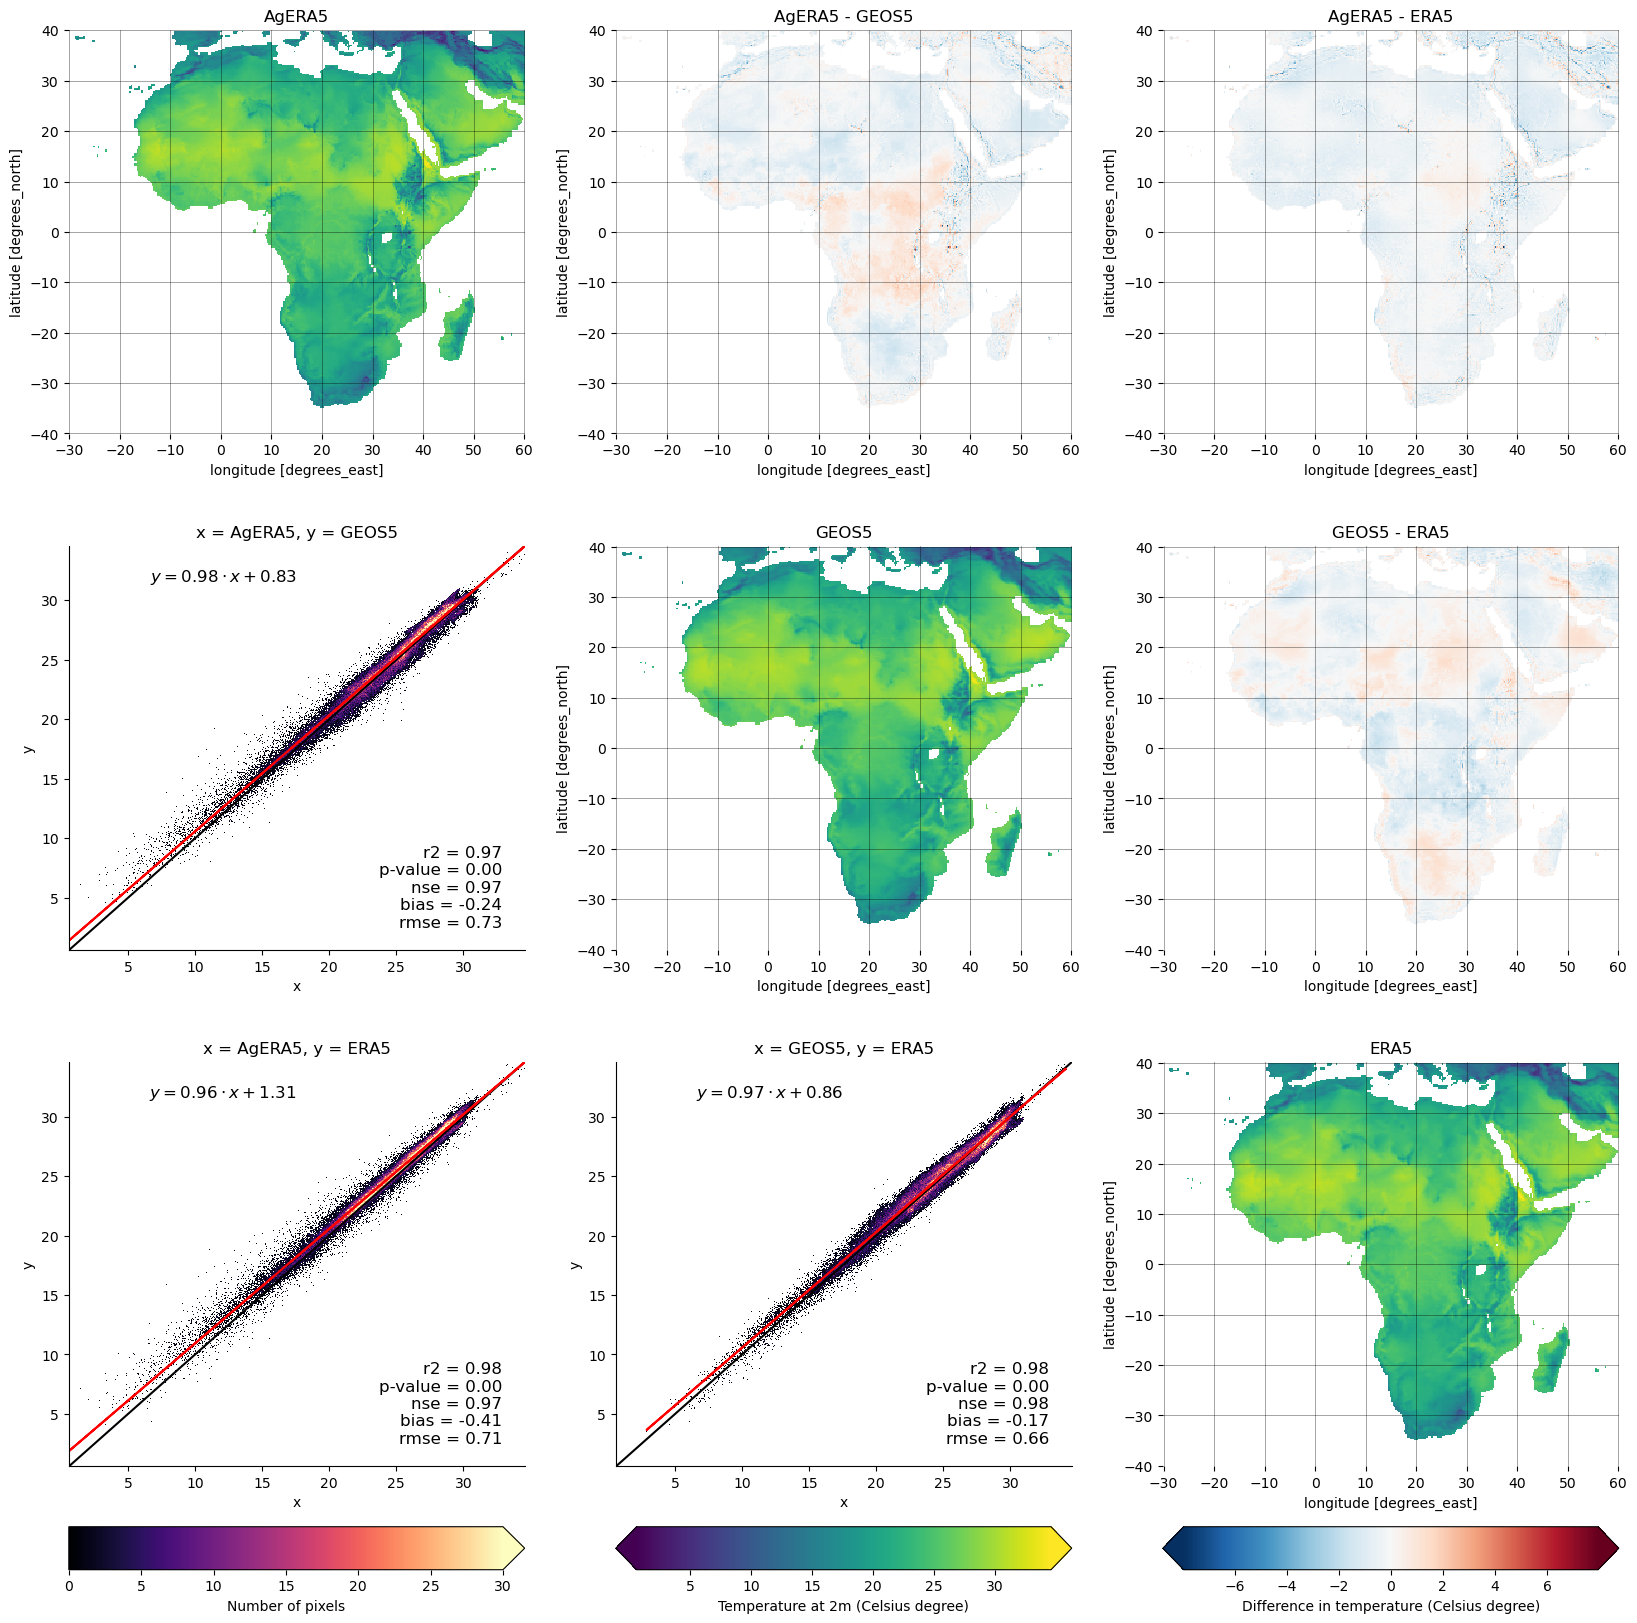 AgERA5
AgERA5 - GEOS5
AgERA5 - ERA5
40
30
20
10
0
−10
−20
−30
−40
latitude [degrees_north]
−30 −20 −10 0 10 20 30 40 50 60
longitude [degrees_east]
40
30
20
10
0
−10
−20
−30
−40
latitude [degrees_north]
−30 −20 −10 0 10 20 30 40 50 60
longitude [degrees_east]
40
30
20
10
0
−10
−20
−30
−40
latitude [degrees_north]
−30 −20 −10 0 10 20 30 40 50 60
longitude [degrees_east]
x = AgERA5, y = GEOS5
y = 0.98 · x + 0.83
30
25
20
15
10
5
y
r2 = 0.97
p-value = 0.00
nse = 0.97
bias = -0.24
rmse = 0.73
5 10 15 20 25 30
x
GEOS5
40
30
20
10
0
−10
−20
−30
−40
latitude [degrees_north]
−30 −20 −10 0 10 20 30 40 50 60
longitude [degrees_east]
GEOS5 - ERA5
40
30
20
10
0
−10
−20
−30
−40
latitude [degrees_north]
−30 −20 −10 0 10 20 30 40 50 60
longitude [degrees_east]
x = AgERA5, y = ERA5
y = 0.96 · x + 1.31
30
25
20
15
10
5
y
r2 = 0.98
p-value = 0.00
nse = 0.97
bias = -0.41
rmse = 0.71
5 10 15 20 25 30
x
x = GEOS5, y = ERA5
y = 0.97 · x + 0.86
30
25
20
15
10
5
y
r2 = 0.98
p-value = 0.00
nse = 0.98
bias = -0.17
rmse = 0.66
5 10 15 20 25 30
x
ERA5
40
30
20
10
0
−10
−20
−30
−40
latitude [degrees_north]
−30 −20 −10 0 10 20 30 40 50 60
longitude [degrees_east]
0 5 10 15 20 25 30
Number of pixels
5 10 15 20 25 30
Temperature at 2m (Celsius degree)
−6 −4 −2 0 2 4 6
Difference in temperature (Celsius degree)